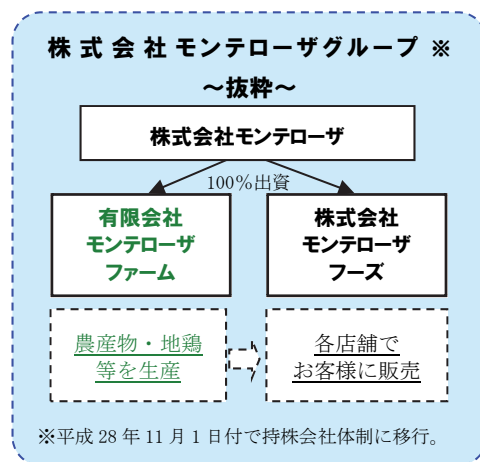 株式会社モンテローザグループ ※
～抜粋～
株式会社モンテローザ
100％出資
有限会社
モンテローザ
ファーム
株式会社
モンテローザ
フーズ
農産物・地鶏
等を生産
各店舗で
お客様に販売
※平成 28 年 11 月 1 日付で持株会社体制に移行。